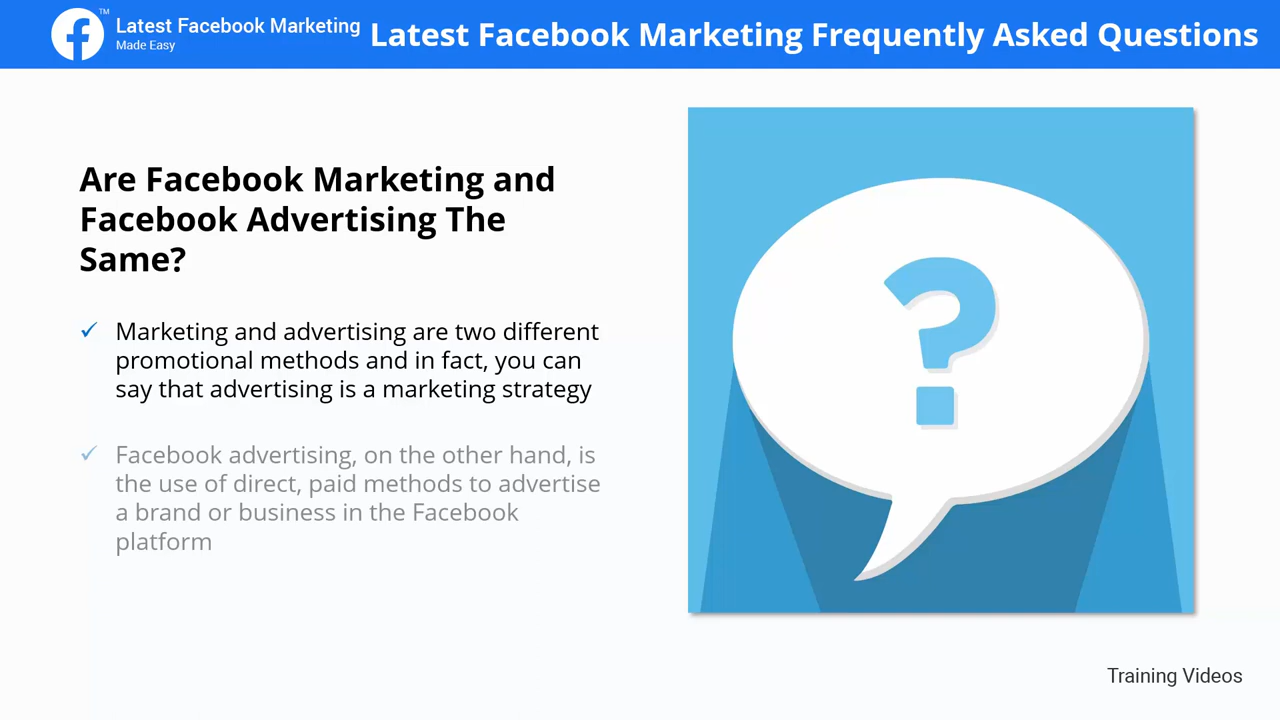 TM
Latest Facebook Marketing
Made Easy
Latest Facebook Marketing Frequently Asked Questions
Are Facebook Marketing and
Facebook Advertising The
Same?
Marketing and advertising are two different
promotional methods and in fact, you can
say that advertising is a marketing strategy
Facebook advertising, on the other hand, is
the use of direct, paid methods to advertise
a brand or business in the Facebook
platform
?
Training Videos